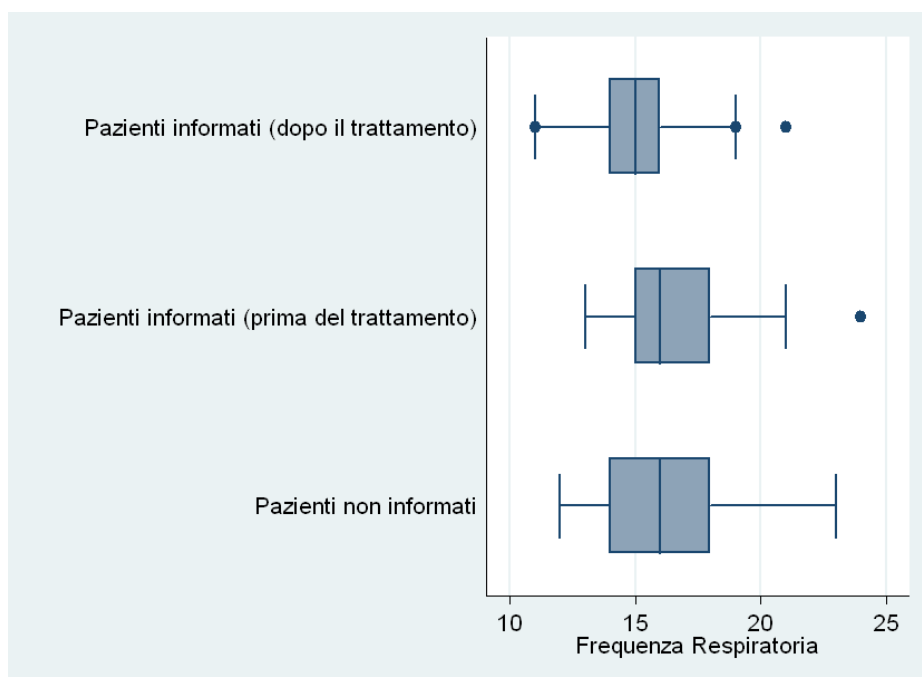 Pazienti informati (dopo il trattamento)
Pazienti informati (prima del trattamento)
Pazienti non informati
10 15 20 25
Frequenza Respiratoria